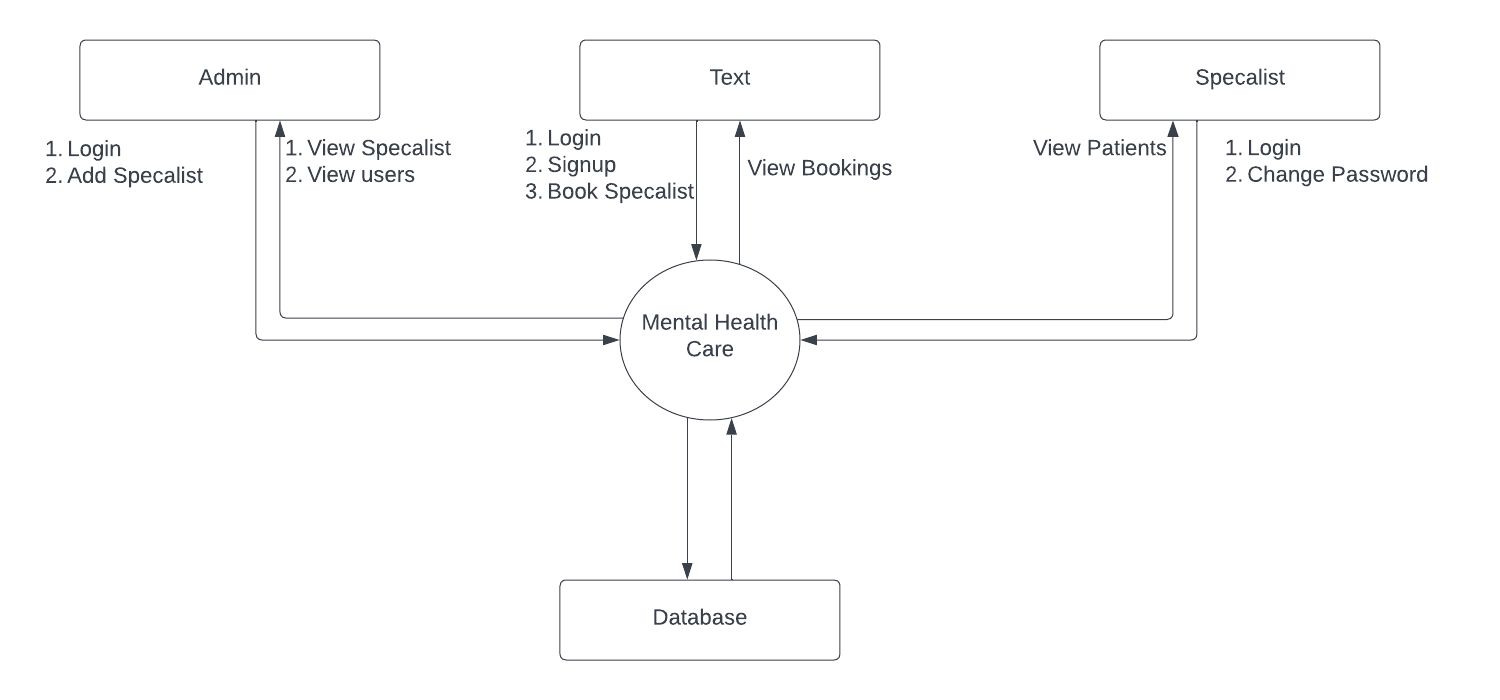 Admin
Text
Specalist
1. Login
2. Add Specalist
1. View Specalist
2. View users
1. Login
2. Signup
3. Book Specalist
View Bookings
View Patients
1. Login
2. Change Password
Mental Health
Care
Database